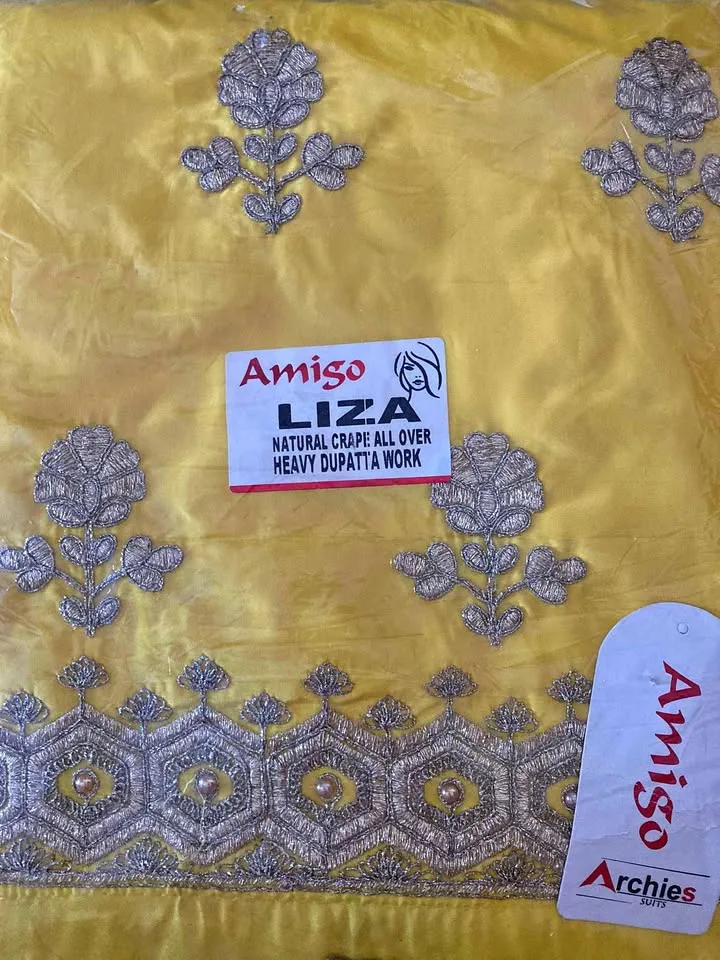 Amigo
LIZA
NATURAL CRAPE ALL OVER
HEAVY DUPATTA WORK
Amigo
Archies
SUITS